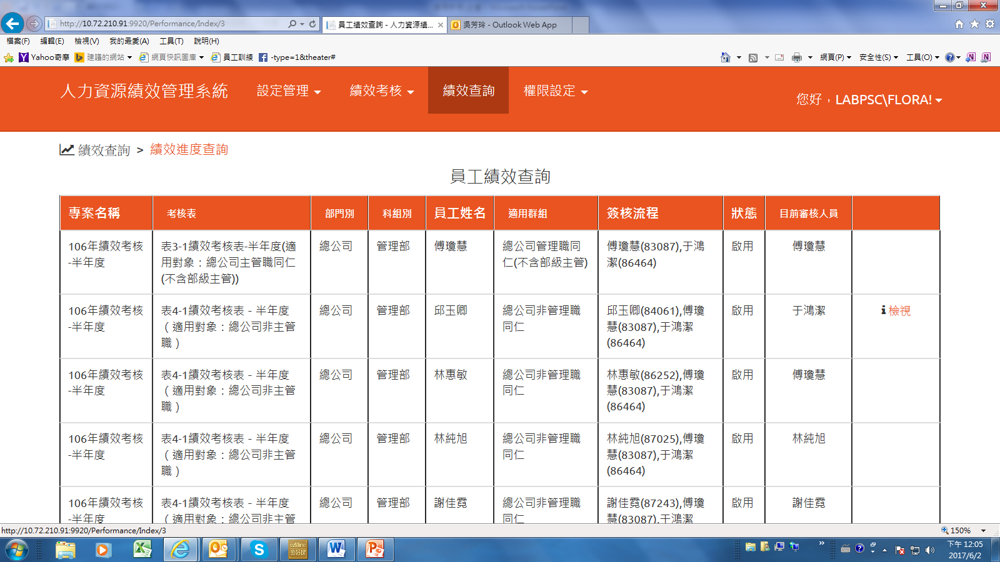 http://10.72.210.91:9920/Performance/Index/3
員工績效查詢 - 人力資源績...
吳芳玲 - Outlook Web App
檔案(F) 編輯(E) 檢視(V) 我的最愛(A) 工具(T) 說明(H)
Yahoo奇摩 建議的網站 網頁快訊圖庫 員工訓練 -type=1&theater#
網頁(P) 安全性(S) 工具(O)
人力資源績效管理系統 設定管理 績效考核 績效查詢 權限設定
您好，LABPSC\FLORA!
績效查詢 > 績效進度查詢
員工績效查詢
專案名稱 考核表 部門別 科組別 員工姓名 適用群組 簽核流程 狀態 目前審核人員
106年績效考核
-半年度
表3-1績效考核表-半年度(適
用對象：總公司主管職同仁
(不含部級主管))
總公司
管理部
傅瓊慧
總公司管理職同
仁(不含部級主管)
傅瓊慧(83087),于鴻
潔(86464)
啟用
傅瓊慧
106年績效考核
-半年度
表4-1績效考核表－半年度
（適用對象：總公司非主管
職）
總公司
管理部
邱玉卿
總公司非管理職
同仁
邱玉卿(84061),傅瓊
慧(83087),于鴻潔
(86464)
啟用
于鴻潔
檢視
106年績效考核
-半年度
表4-1績效考核表－半年度
（適用對象：總公司非主管
職）
總公司
管理部
林惠敏
總公司非管理職
同仁
林惠敏(86252),傅瓊
慧(83087),于鴻潔
(86464)
啟用
傅瓊慧
106年績效考核
-半年度
表4-1績效考核表－半年度
（適用對象：總公司非主管
職）
總公司
管理部
林純旭
總公司非管理職
同仁
林純旭(87025),傅瓊
慧(83087),于鴻潔
(86464)
啟用
林純旭
106年績效考核
-半年度
表4-1績效考核表－半年度
（適用對象：總公司非主管
總公司
管理部
謝佳霓
總公司非管理職
同仁
謝佳霓(87243),傅瓊
慧(83087),于鴻潔
啟用
謝佳霓
http://10.72.210.91:9920/Performance/Index/3
150%
ezMine
金好探
下午 12:05
2017/6/2